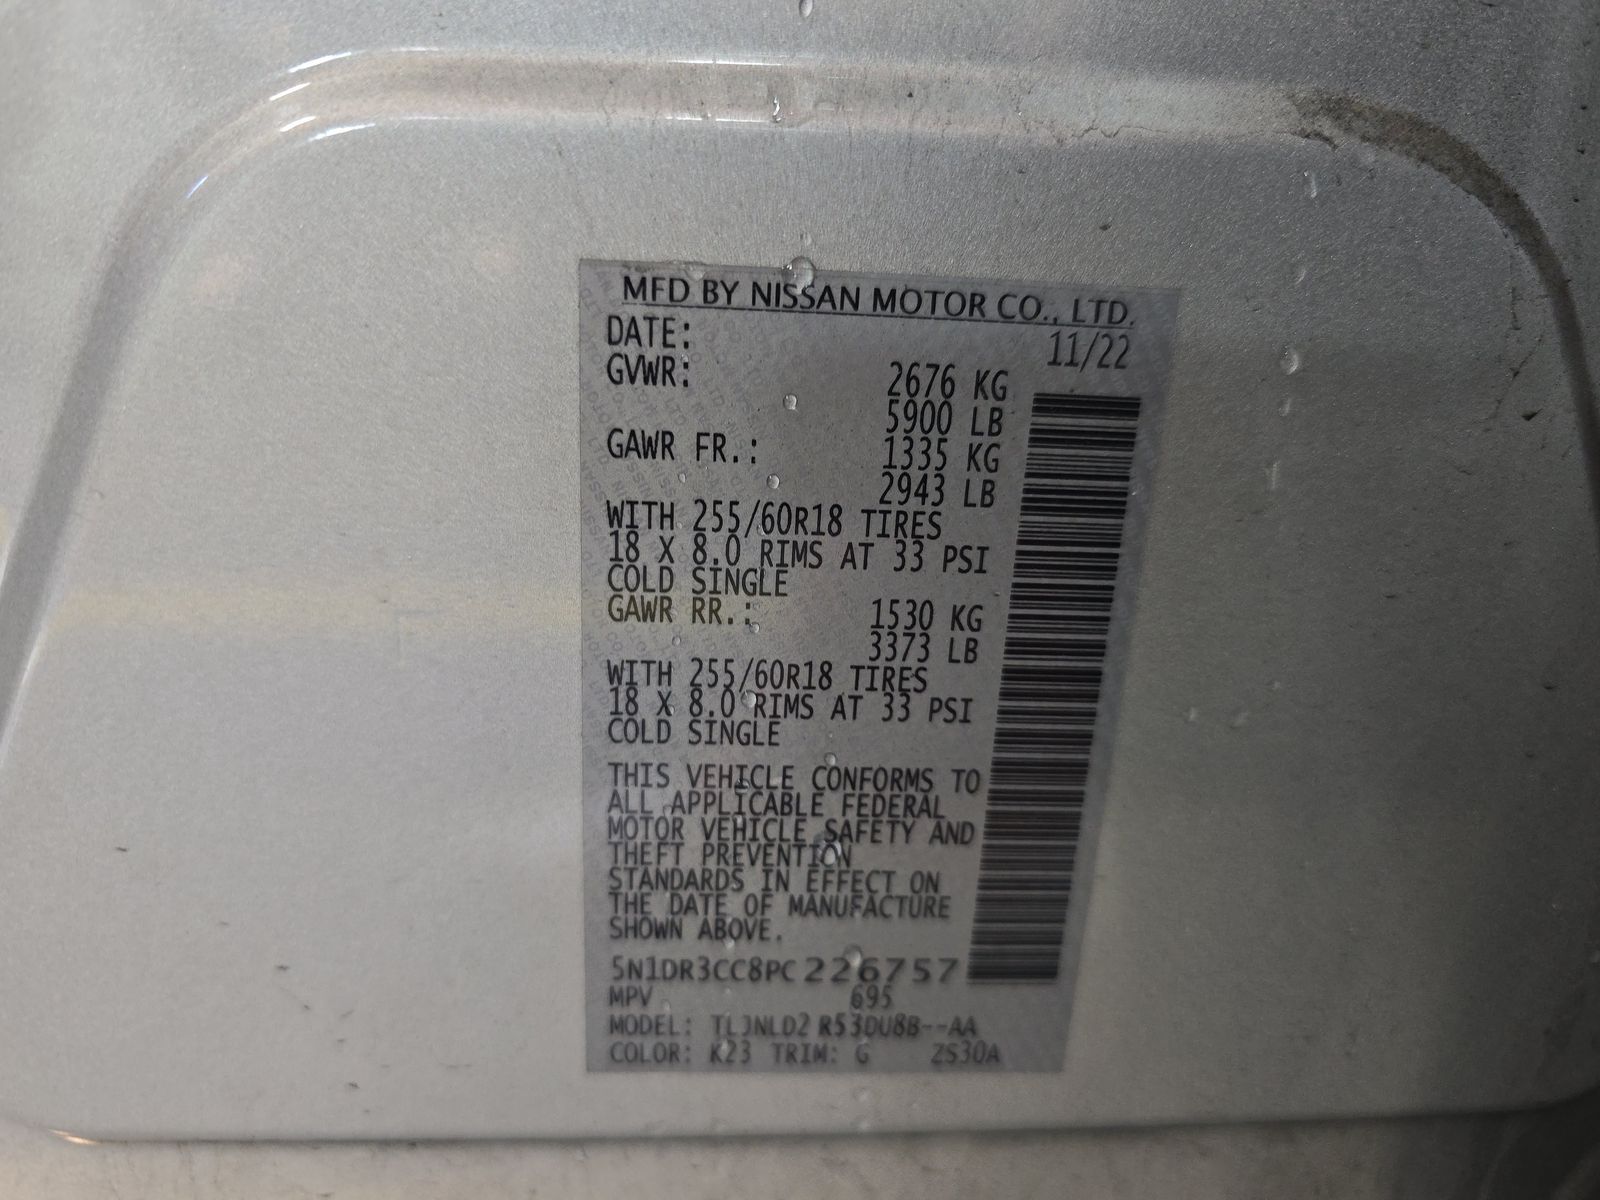 MFD BY NISSAN MOTOR CO., LTD.
DATE: 11/22
GVWR: 2676 KG
5900 LB
GAWR FR.: 1335 KG
2943 LB
WITH 255/60R18 TIRES
18 X 8.0 RIMS AT 33 PSI
COLD SINGLE
GAWR RR.: 1530 KG
3373 LB
WITH 255/60R18 TIRES
18 X 8.0 RIMS AT 33 PSI
COLD SINGLE
THIS VEHICLE CONFORMS TO
ALL APPLICABLE FEDERAL
MOTOR VEHICLE SAFETY AND
THEFT PREVENTION
STANDARDS IN EFFECT ON
THE DATE OF MANUFACTURE
SHOWN ABOVE.
5N1DR3CC8PC226757
MPV 695
MODEL: R53DU8B--AA
COLOR: K23 TRIM: G ZS30A